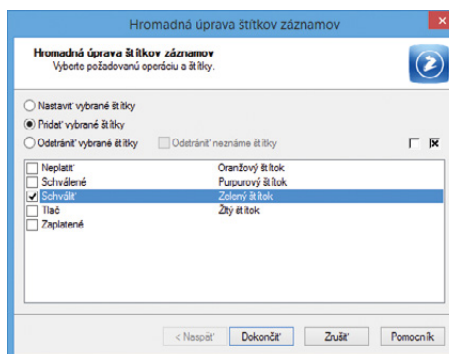 Hromadná úprava štítkov záznamov
Hromadná úprava štítkov záznamov
Vyberte požadovanú operáciu a štítky.
Nastaviť vybrané štítky
Pridať vybrané štítky
Odstrániť vybrané štítky Odstrániť neznáme štítky
Neplatiť Oranžový štítok
Schválené Purpurový štítok
Schváliť Zelený štítok
Tlač Žltý štítok
Zaplatené
< Naspäť Dokončiť Zrušiť Pomocník